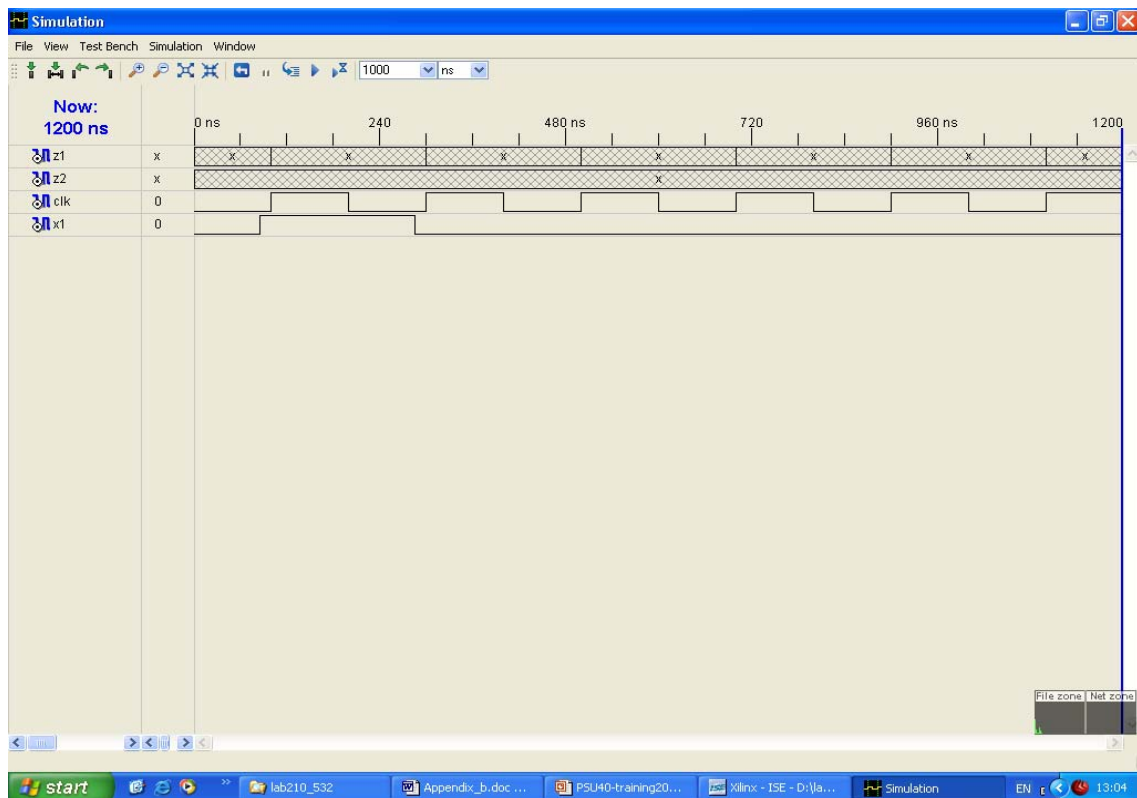 Simulation
File View Test Bench Simulation Window
1000 ns
Now:
1200 ns
0 ns 240 480 ns 720 960 ns 1200
z1 x x x x x x x x
z2 x x
clk 0
x1 0
File zone Net zone
start » lab210_532 Appendix_b.doc ... PSU40-training20... Xilinx - ISE - D:\la... Simulation EN 13:04